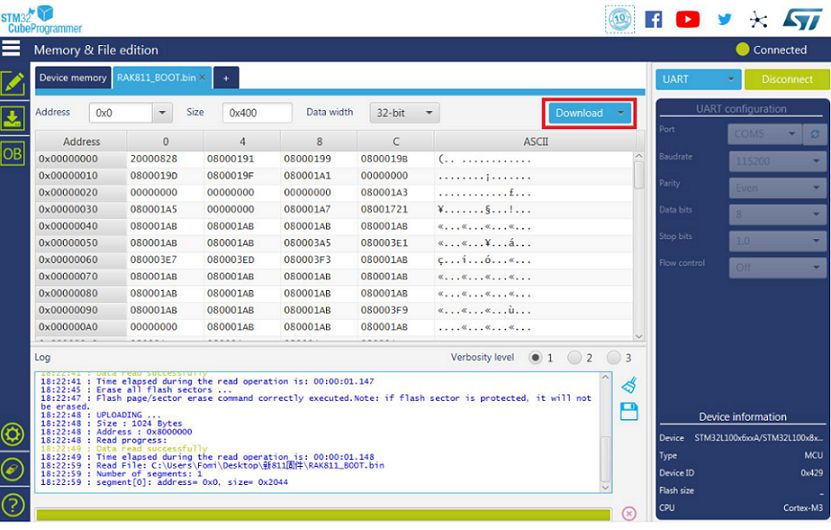 STM32
CubeProgrammer
10
Memory & File edition
Connected
Device memory
RAK811_BOOT.bin ×
+
UART
Disconnect
Address
0x0
Size
0x400
Data width
32-bit
Download
UART configuration
Port
COM5
Baudrate
115200
Parity
Even
Data bits
8
Stop bits
1.0
Flow control
Off
OB
Address 0 4 8 C ASCII
0x00000000 20000828 08000191 08000199 0800019B (.. ............
0x00000010 0800019D 0800019F 080001A1 00000000 ........¡.......
0x00000020 00000000 00000000 00000000 080001A3 ............£...
0x00000030 080001A5 00000000 080001A7 08001721 ¥.......§...!...
0x00000040 080001AB 080001AB 080001AB 080001AB «...«...«...«...
0x00000050 080001AB 080001AB 080003A5 080003E1 «...«...¥...á...
0x00000060 080003E7 080003ED 080003F3 080001AB ç...í...ó...«...
0x00000070 080001AB 080001AB 080001AB 080001AB «...«...«...«...
0x00000080 080001AB 080001AB 080001AB 080001AB «...«...«...«...
0x00000090 080001AB 080001AB 080001AB 080003F9 «...«...«...ù...
0x000000A0 00000000 080001AB 080001AB 080001AB ....«...«...«...
Log
Verbosity level 1 2 3
18:22:41 : Data read successfully
18:22:41 : Time elapsed during the read operation is: 00:00:01.147
18:22:45 : Erase all flash sectors ...
18:22:47 : Flash page/sector erase command correctly executed.Note: if flash sector is protected, it will not
be erased.
18:22:48 : UPLOADING ...
18:22:48 : Size : 1024 Bytes
18:22:48 : Address : 0x8000000
18:22:48 : Read progress:
18:22:49 : Data read successfully
18:22:49 : Time elapsed during the read operation is: 00:00:01.148
18:22:59 : Read File: C:\Users\Fomi\Desktop\新811固件\RAK811_BOOT.bin
18:22:59 : Number of segments: 1
18:22:59 : segment[0]: address= 0x0, size= 0x2044
Device information
Device STM32L100x6xxA/STM32L100x8x...
Type MCU
Device ID 0x429
Flash size _
CPU Cortex-M3
?